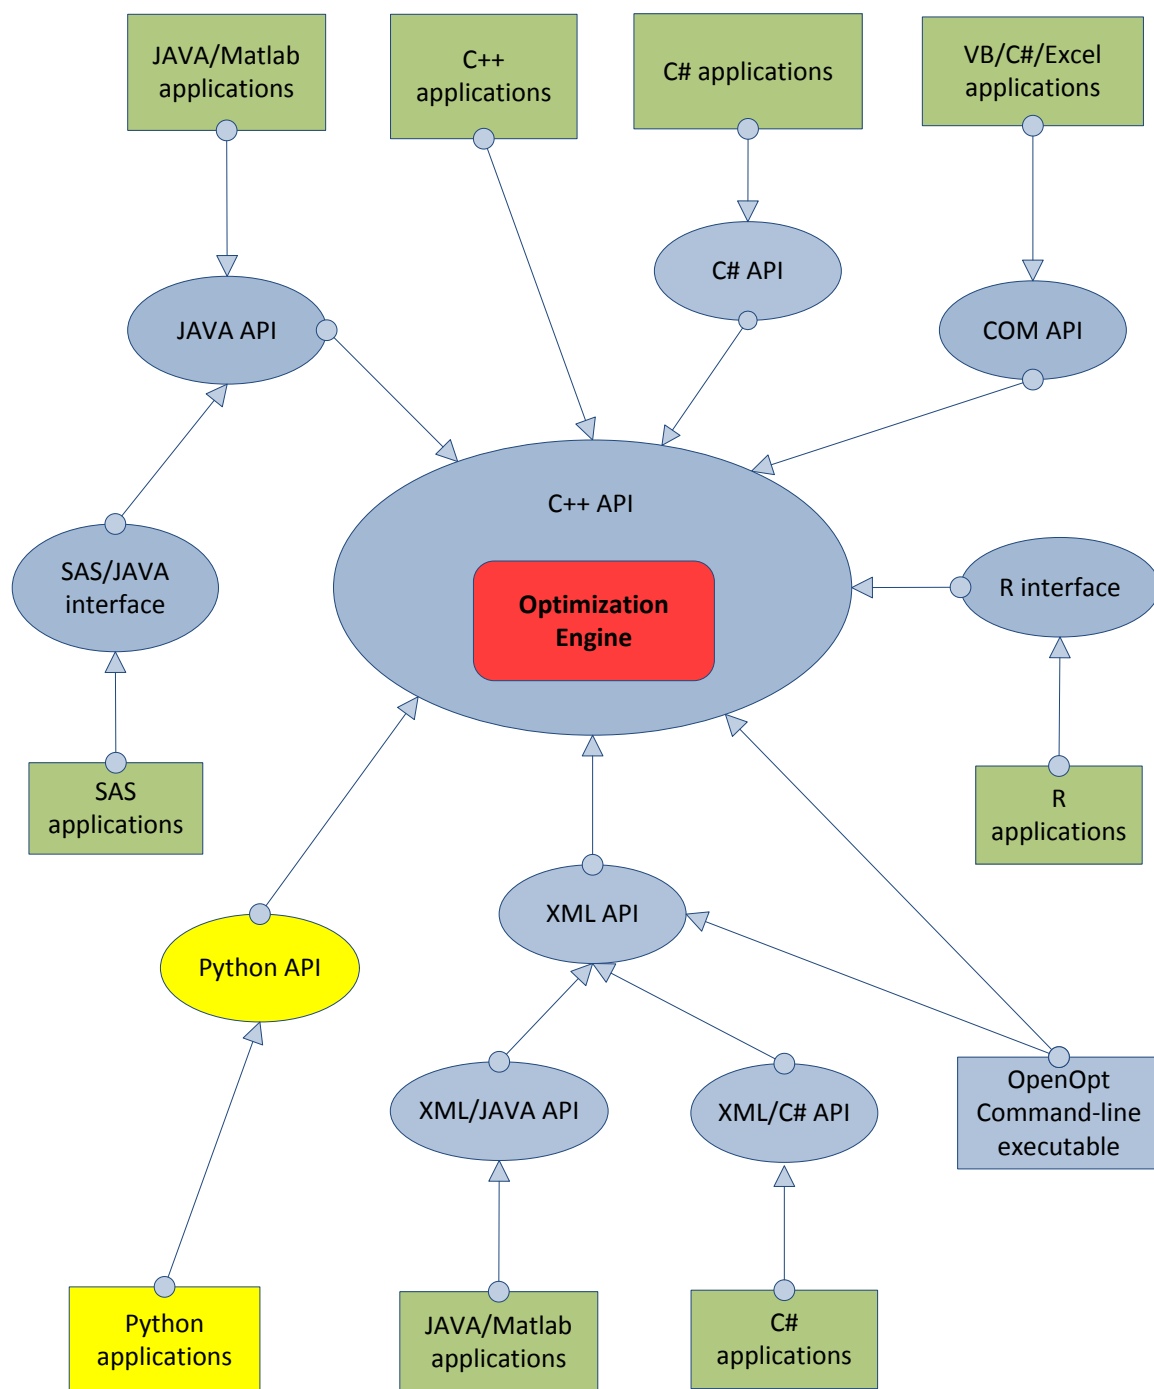 JAVA/Matlab
applications
C++
applications
C# applications
VB/C#/Excel
applications
C# API
JAVA API
COM API
C++ API
SAS/JAVA
interface
Optimization
Engine
R interface
SAS
applications
R
applications
XML API
Python API
OpenOpt
Command-line
executable
XML/JAVA API
XML/C# API
Python
applications
JAVA/Matlab
applications
C#
applications